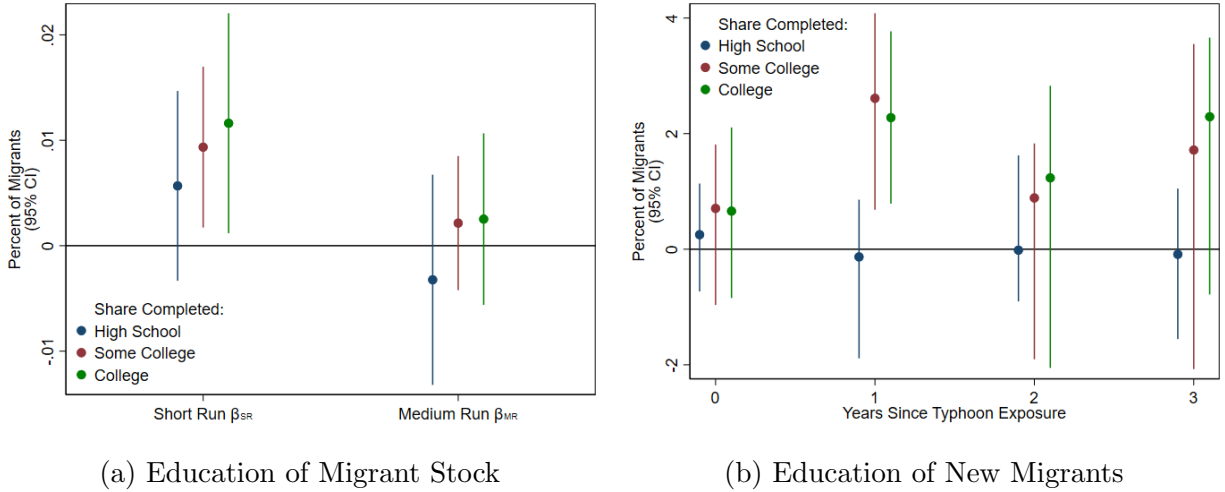 Percent of Migrants
(95% CI)
.02
.01
0
-.01
Share Completed:
High School
Some College
College
Short Run βSR
Medium Run βMR
(a) Education of Migrant Stock
Percent of Migrants
(95% CI)
4
2
0
-2
Share Completed:
High School
Some College
College
0
1
2
3
Years Since Typhoon Exposure
(b) Education of New Migrants